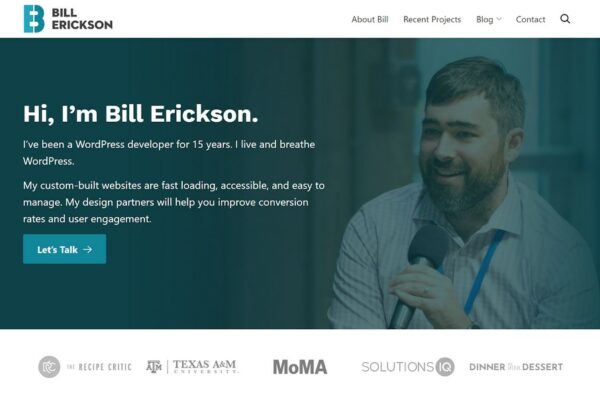 BILL
ERICKSON
About Bill Recent Projects Blog Contact
Hi, I'm Bill Erickson.
I've been a WordPress developer for 15 years. I live and breathe
WordPress.
My custom-built websites are fast loading, accessible, and easy to
manage. My design partners will help you improve conversion
rates and user engagement.
Let's Talk →
THE RECIPE CRITIC
TEXAS A&M
UNIVERSITY.
MoMA
SOLUTIONS IQ
DINNER then DESSERT